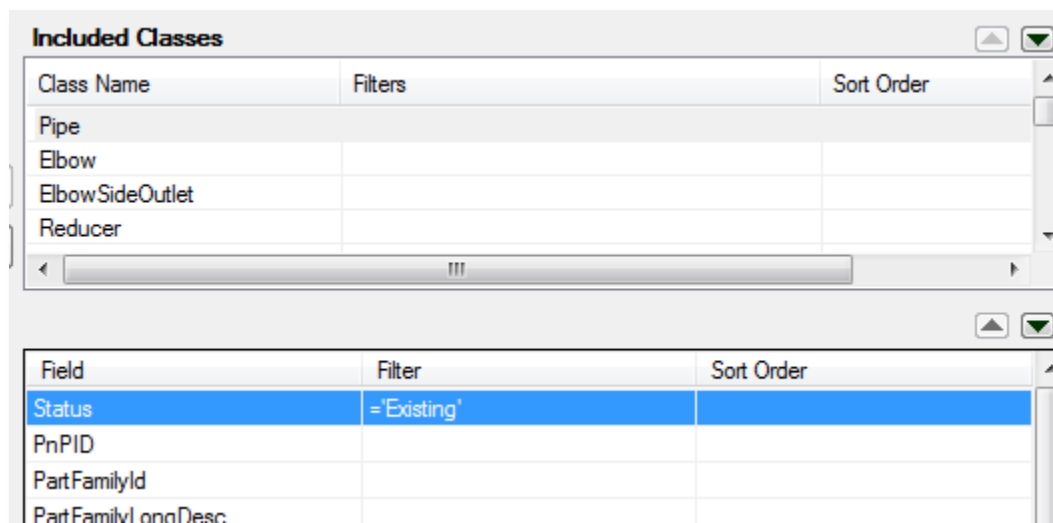 Included Classes
Class Name Filters Sort Order
Pipe
Elbow
ElbowSideOutlet
Reducer
Field Filter Sort Order
Status ='Existing'
PnPID
PartFamilyId
PartFamilyLongDesc